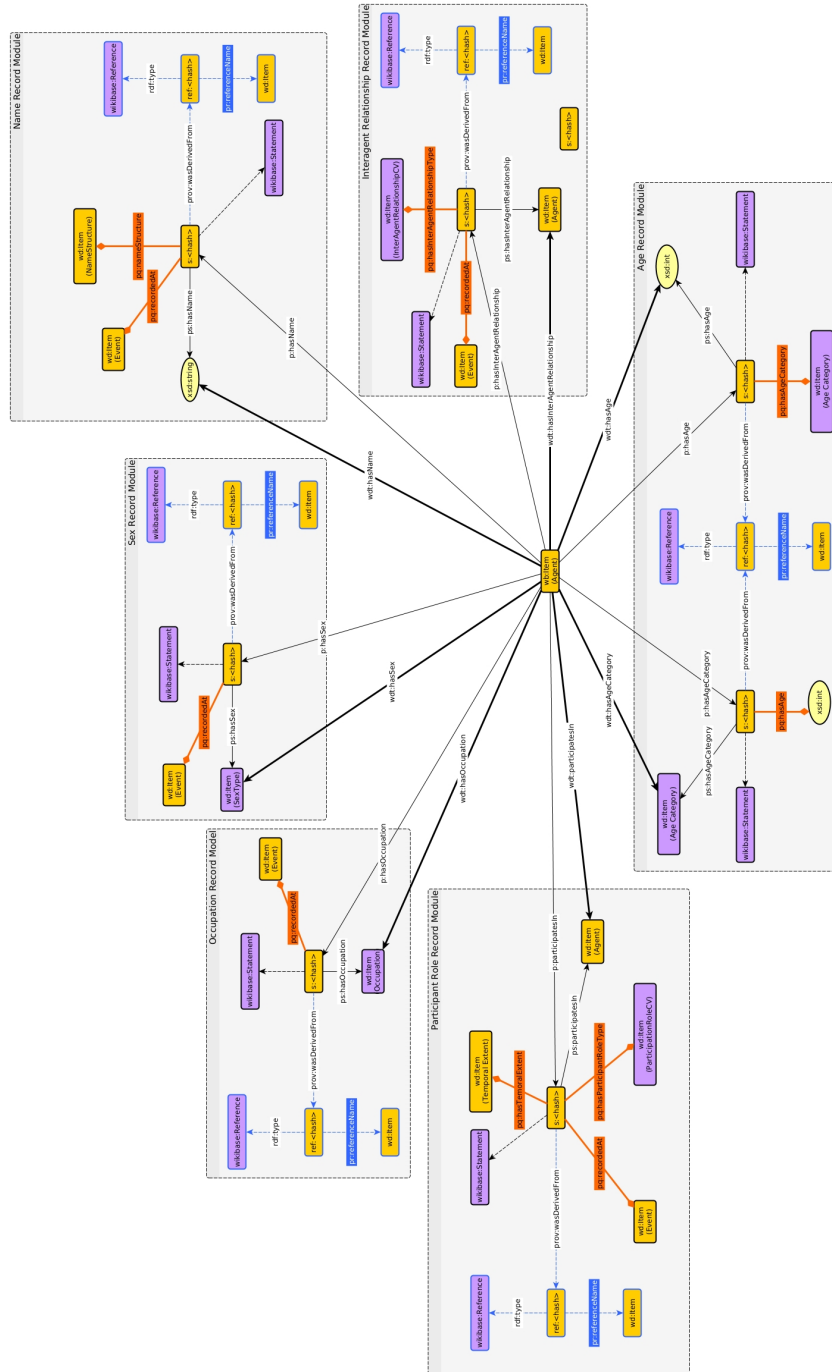 Participant Role Record Module
wikibase:Reference
rdf:type
ref:<hash>
pr:referenceName
wd:Item
prov:wasDerivedFrom
wikibase:Statement
wd:Item
(Temporal Extent)
pq:hasTemoralExtent
s:<hash>
pq:recordedAt
wd:Item
(Event)
pq:hasParticipantRoleType
wd:Item
(ParticipationRoleCV)
ps:participatesIn
wd:Item
(Agent)
p:participatesIn
wdt:participatesIn
Occupation Record Model
wikibase:Reference
rdf:type
ref:<hash>
pr:referenceName
wd:Item
prov:wasDerivedFrom
wikibase:Statement
s:<hash>
pq:recordedAt
wd:Item
(Event)
ps:hasOccupation
wd:Item
Occupation
p:hasOccupation
wdt:hasOccupation
Sex Record Module
wd:Item
(Event)
pq:recordedAt
wd:Item
(SexType)
ps:hasSex
wikibase:Statement
s:<hash>
prov:wasDerivedFrom
wikibase:Reference
rdf:type
ref:<hash>
pr:referenceName
wd:Item
p:hasSex
wdt:hasSex
Name Record Module
wd:Item
(Event)
pq:recordedAt
wd:Item
(NameStructure)
pq:nameStructure
xsd:string
ps:hasName
s:<hash>
wikibase:Statement
prov:wasDerivedFrom
wikibase:Reference
rdf:type
ref:<hash>
pr:referenceName
wd:Item
p:hasName
wdt:hasName
wb:Item
(Agent)
Interagent Relationship Record Module
wikibase:Statement
wd:Item
(Event)
pq:recordedAt
wd:Item
(InterAgentRelationshipCV)
pq:hasInterAgentRelationshipType
s:<hash>
ps:hasInterAgentRelationship
wd:Item
(Agent)
prov:wasDerivedFrom
wikibase:Reference
rdf:type
ref:<hash>
pr:referenceName
wd:Item
s:<hash>
p:hasInterAgentRelationship
wdt:hasInterAgentRelationship
Age Record Module
wd:Item
(Age Category)
wikibase:Statement
ps:hasAgeCategory
s:<hash>
pq:hasAge
xsd:int
p:hasAgeCategory
wdt:hasAgeCategory
prov:wasDerivedFrom
wikibase:Reference
rdf:type
ref:<hash>
pr:referenceName
wd:Item
prov:wasDerivedFrom
s:<hash>
pq:hasAgeCategory
wd:Item
(Age Category)
wikibase:Statement
ps:hasAge
xsd:int
p:hasAge
wdt:hasAge